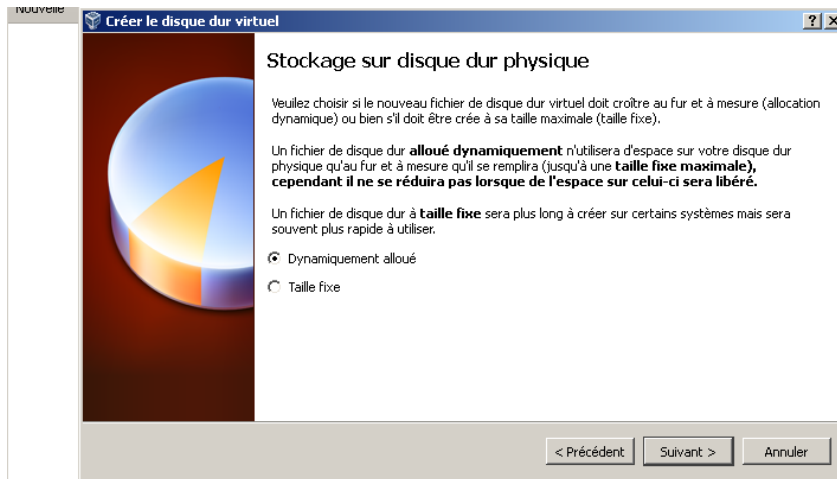 Nouvelle
Créer le disque dur virtuel
Stockage sur disque dur physique
Veuilez choisir si le nouveau fichier de disque dur virtuel doit croître au fur et à mesure (allocation
dynamique) ou bien s'il doit être crée à sa taille maximale (taille fixe).
Un fichier de disque dur alloué dynamiquement n'utilisera d'espace sur votre disque dur
physique qu'au fur et à mesure qu'il se remplira (jusqu'à une taille fixe maximale),
cependant il ne se réduira pas lorsque de l'espace sur celui-ci sera libéré.
Un fichier de disque dur à taille fixe sera plus long à créer sur certains systèmes mais sera
souvent plus rapide à utiliser.
Dynamiquement alloué
Taille fixe
< Précédent Suivant > Annuler